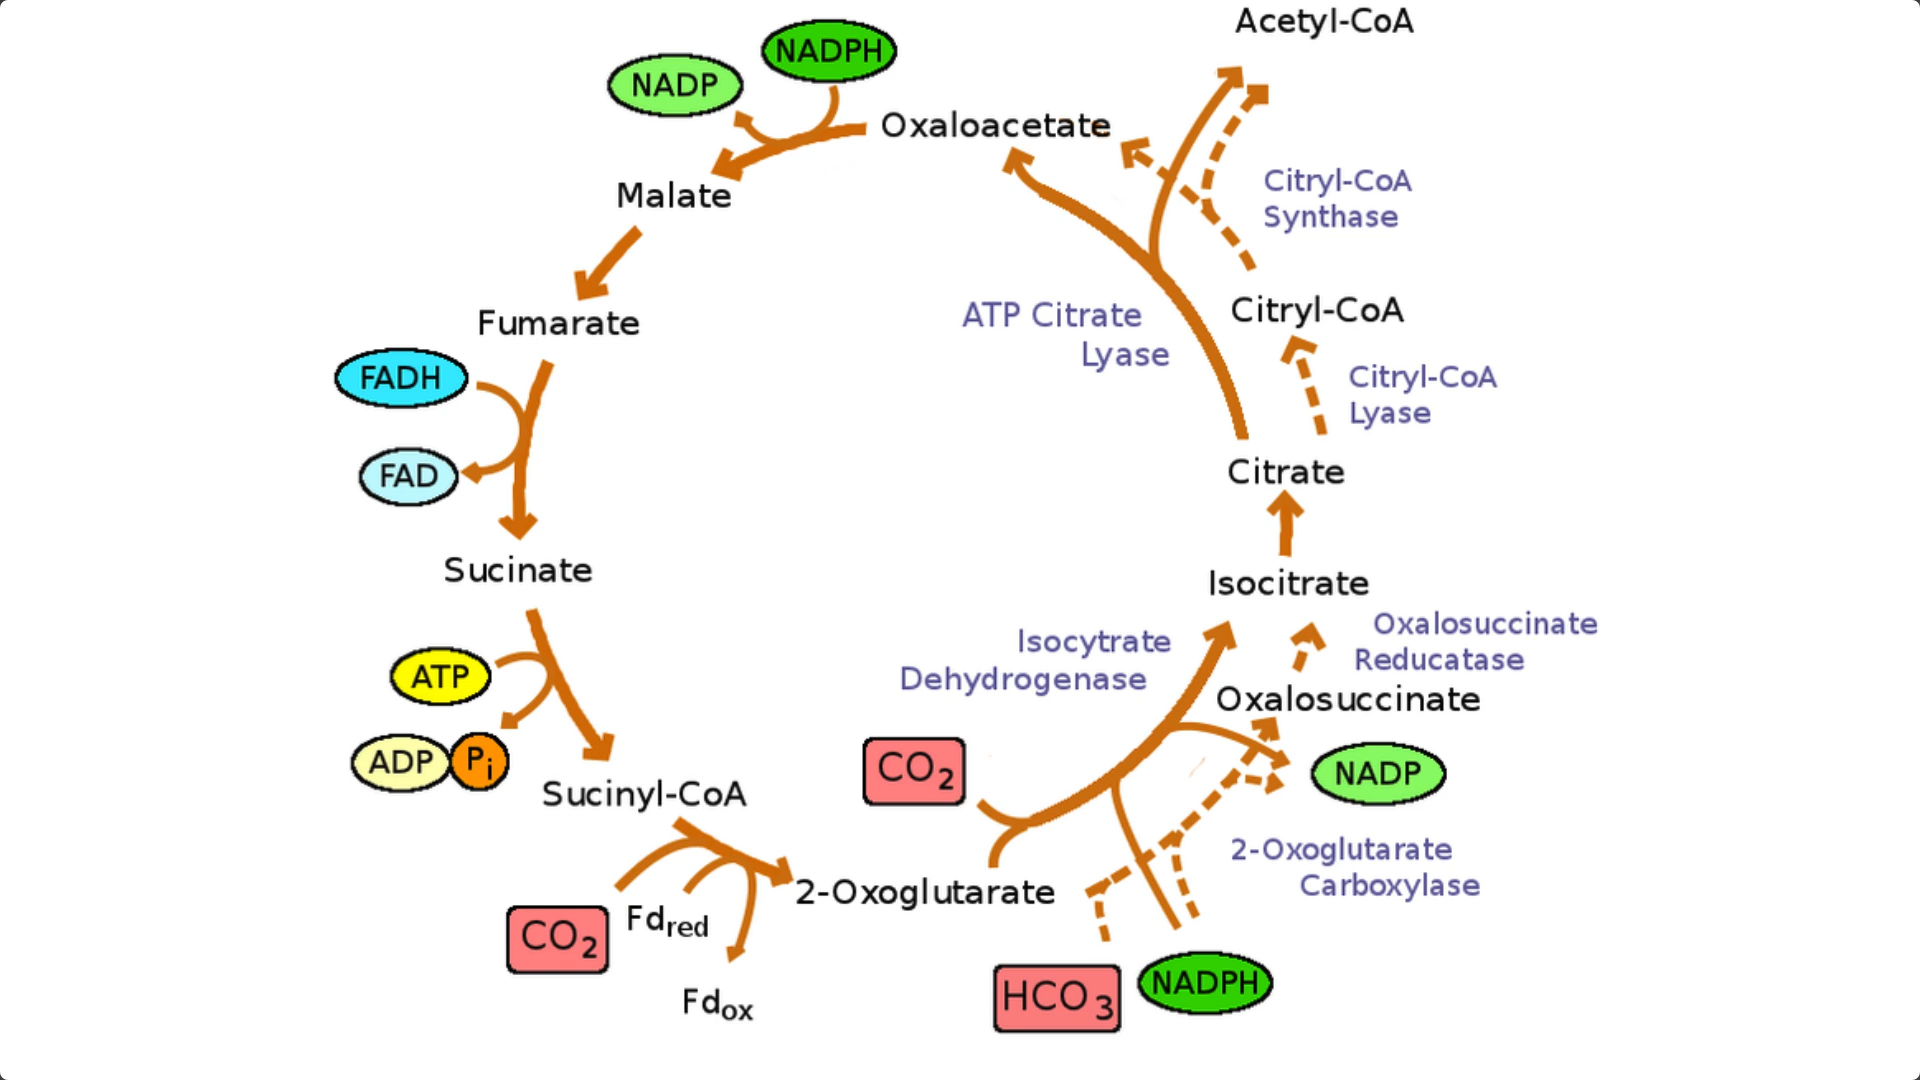 Acetyl-CoA
NADPH
NADP
Oxaloacetate
Malate
Citryl-CoA
Synthase
Fumarate
ATP Citrate
Lyase
Citryl-CoA
FADH
Citryl-CoA
Lyase
FAD
Citrate
Sucinate
Isocitrate
Isocytrate
Dehydrogenase
Oxalosuccinate
Reducatase
ATP
Oxalosuccinate
ADP
Pi
CO2
NADP
Sucinyl-CoA
2-Oxoglutarate
Carboxylase
2-Oxoglutarate
CO2
Fdred
Fdox
HCO3
NADPH